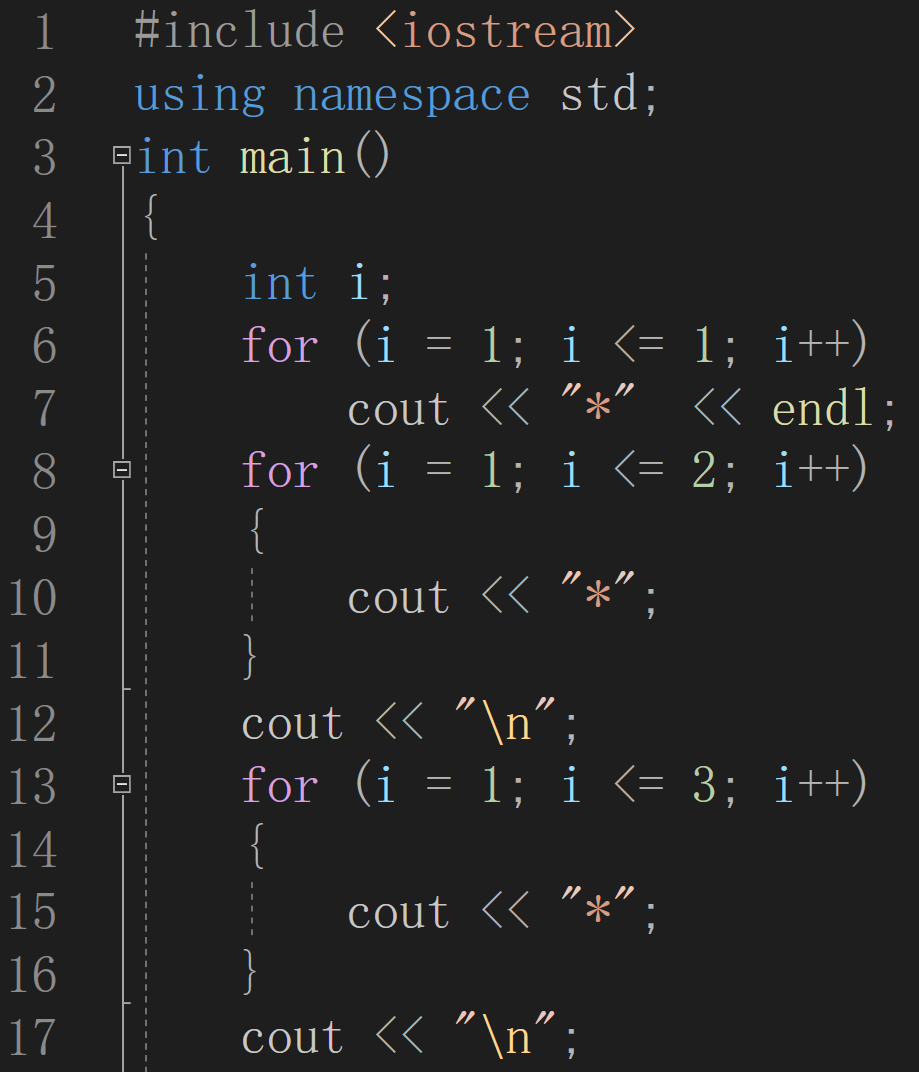 1 #include <iostream>
2 using namespace std;
3 int main()
4 {
5 int i;
6 for (i = 1; i <= 1; i++)
7 cout << "*"  << endl;
8 for (i = 1; i <= 2; i++)
9 {
10 cout << "*";
11 }
12 cout << "\n";
13 for (i = 1; i <= 3; i++)
14 {
15 cout << "*";
16 }
17 cout << "\n";